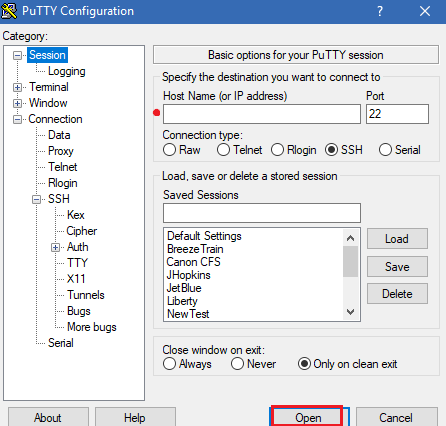 PuTTY Configuration ? ×
Category:
Session
Logging
Terminal
Window
Connection
Data
Proxy
Telnet
Rlogin
SSH
Kex
Cipher
Auth
TTY
X11
Tunnels
Bugs
More bugs
Serial
Basic options for your PuTTY session
Specify the destination you want to connect to
Host Name (or IP address) Port
22
Connection type:
Raw Telnet Rlogin SSH Serial
Load, save or delete a stored session
Saved Sessions
Default Settings
BreezeTrain
Canon CFS
JHopkins
JetBlue
Liberty
NewTest
Load
Save
Delete
Close window on exit:
Always Never Only on clean exit
About Help Open Cancel